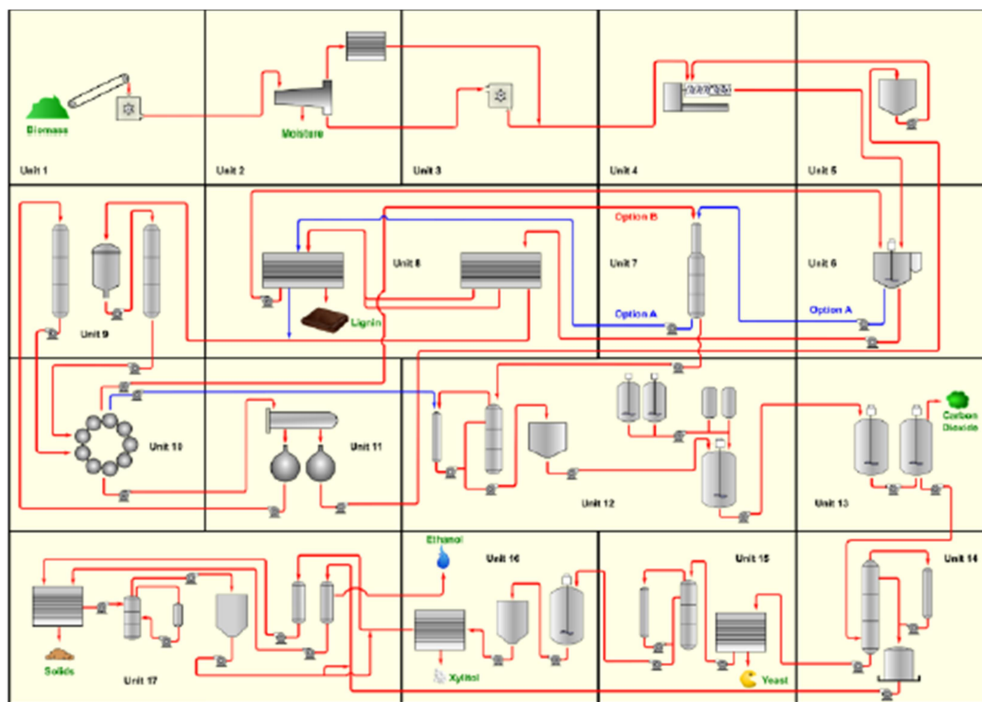 Biomass
Moisture
Unit 1
Unit 2
Unit 3
Unit 4
Unit 5
Option B
Unit 8
Unit 7
Unit 6
Lignin
Option A
Option A
Unit 9
Carbon
Dioxide
Unit 10
Unit 11
Unit 12
Unit 13
Ethanol
Unit 16
Unit 15
Unit 14
Solids
Unit 17
Xylitol
Yeast